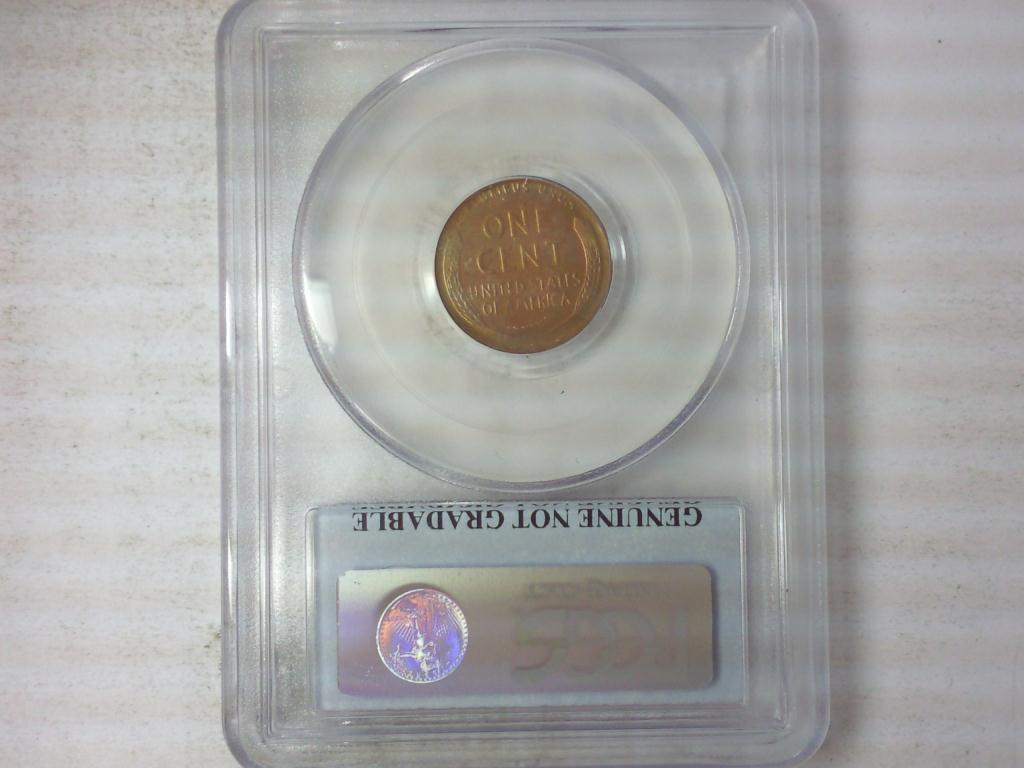 ONE
CENT
UNITED STATES
OF AMERICA
GENUINE NOT GRADABLE